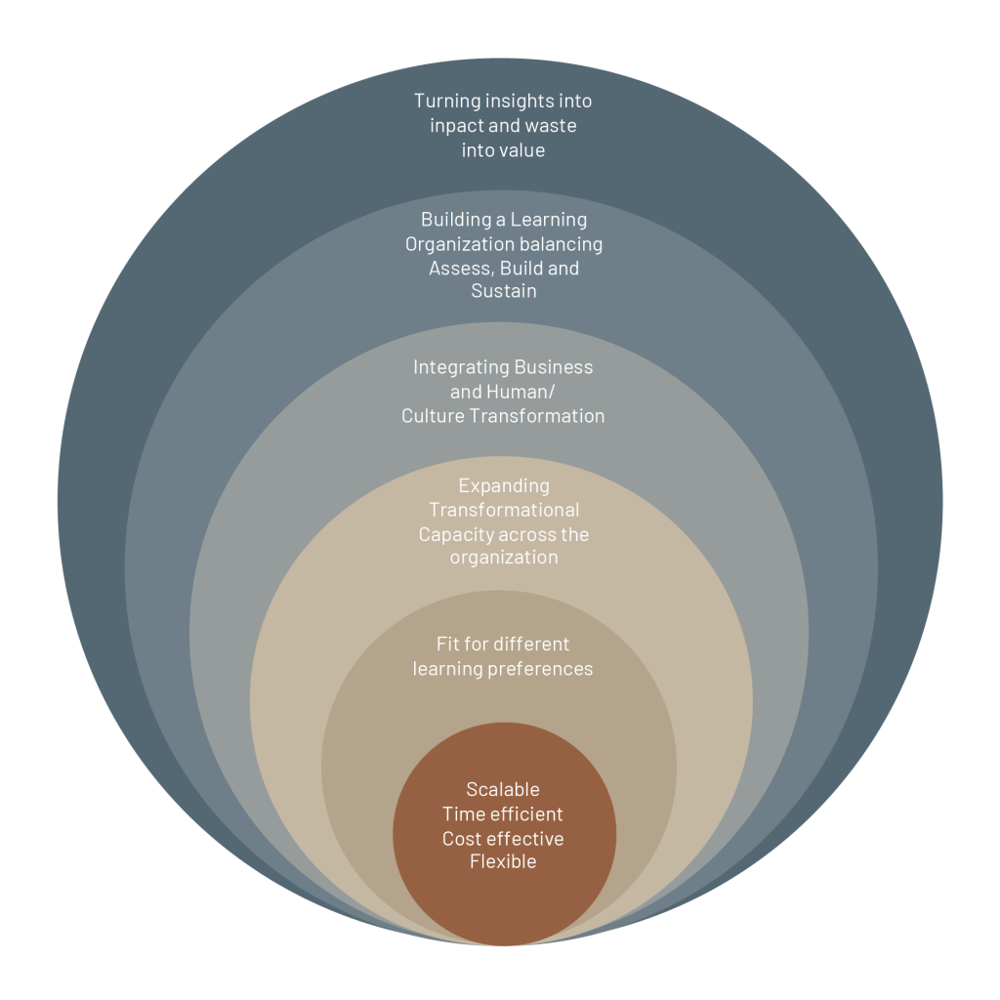 Turning insights into
inpact and waste
into value
Building a Learning
Organization balancing
Assess, Build and
Sustain
Integrating Business
and Human/
Culture Transformation
Expanding
Transformational
Capacity across the
organization
Fit for different
learning preferences
Scalable
Time efficient
Cost effective
Flexible